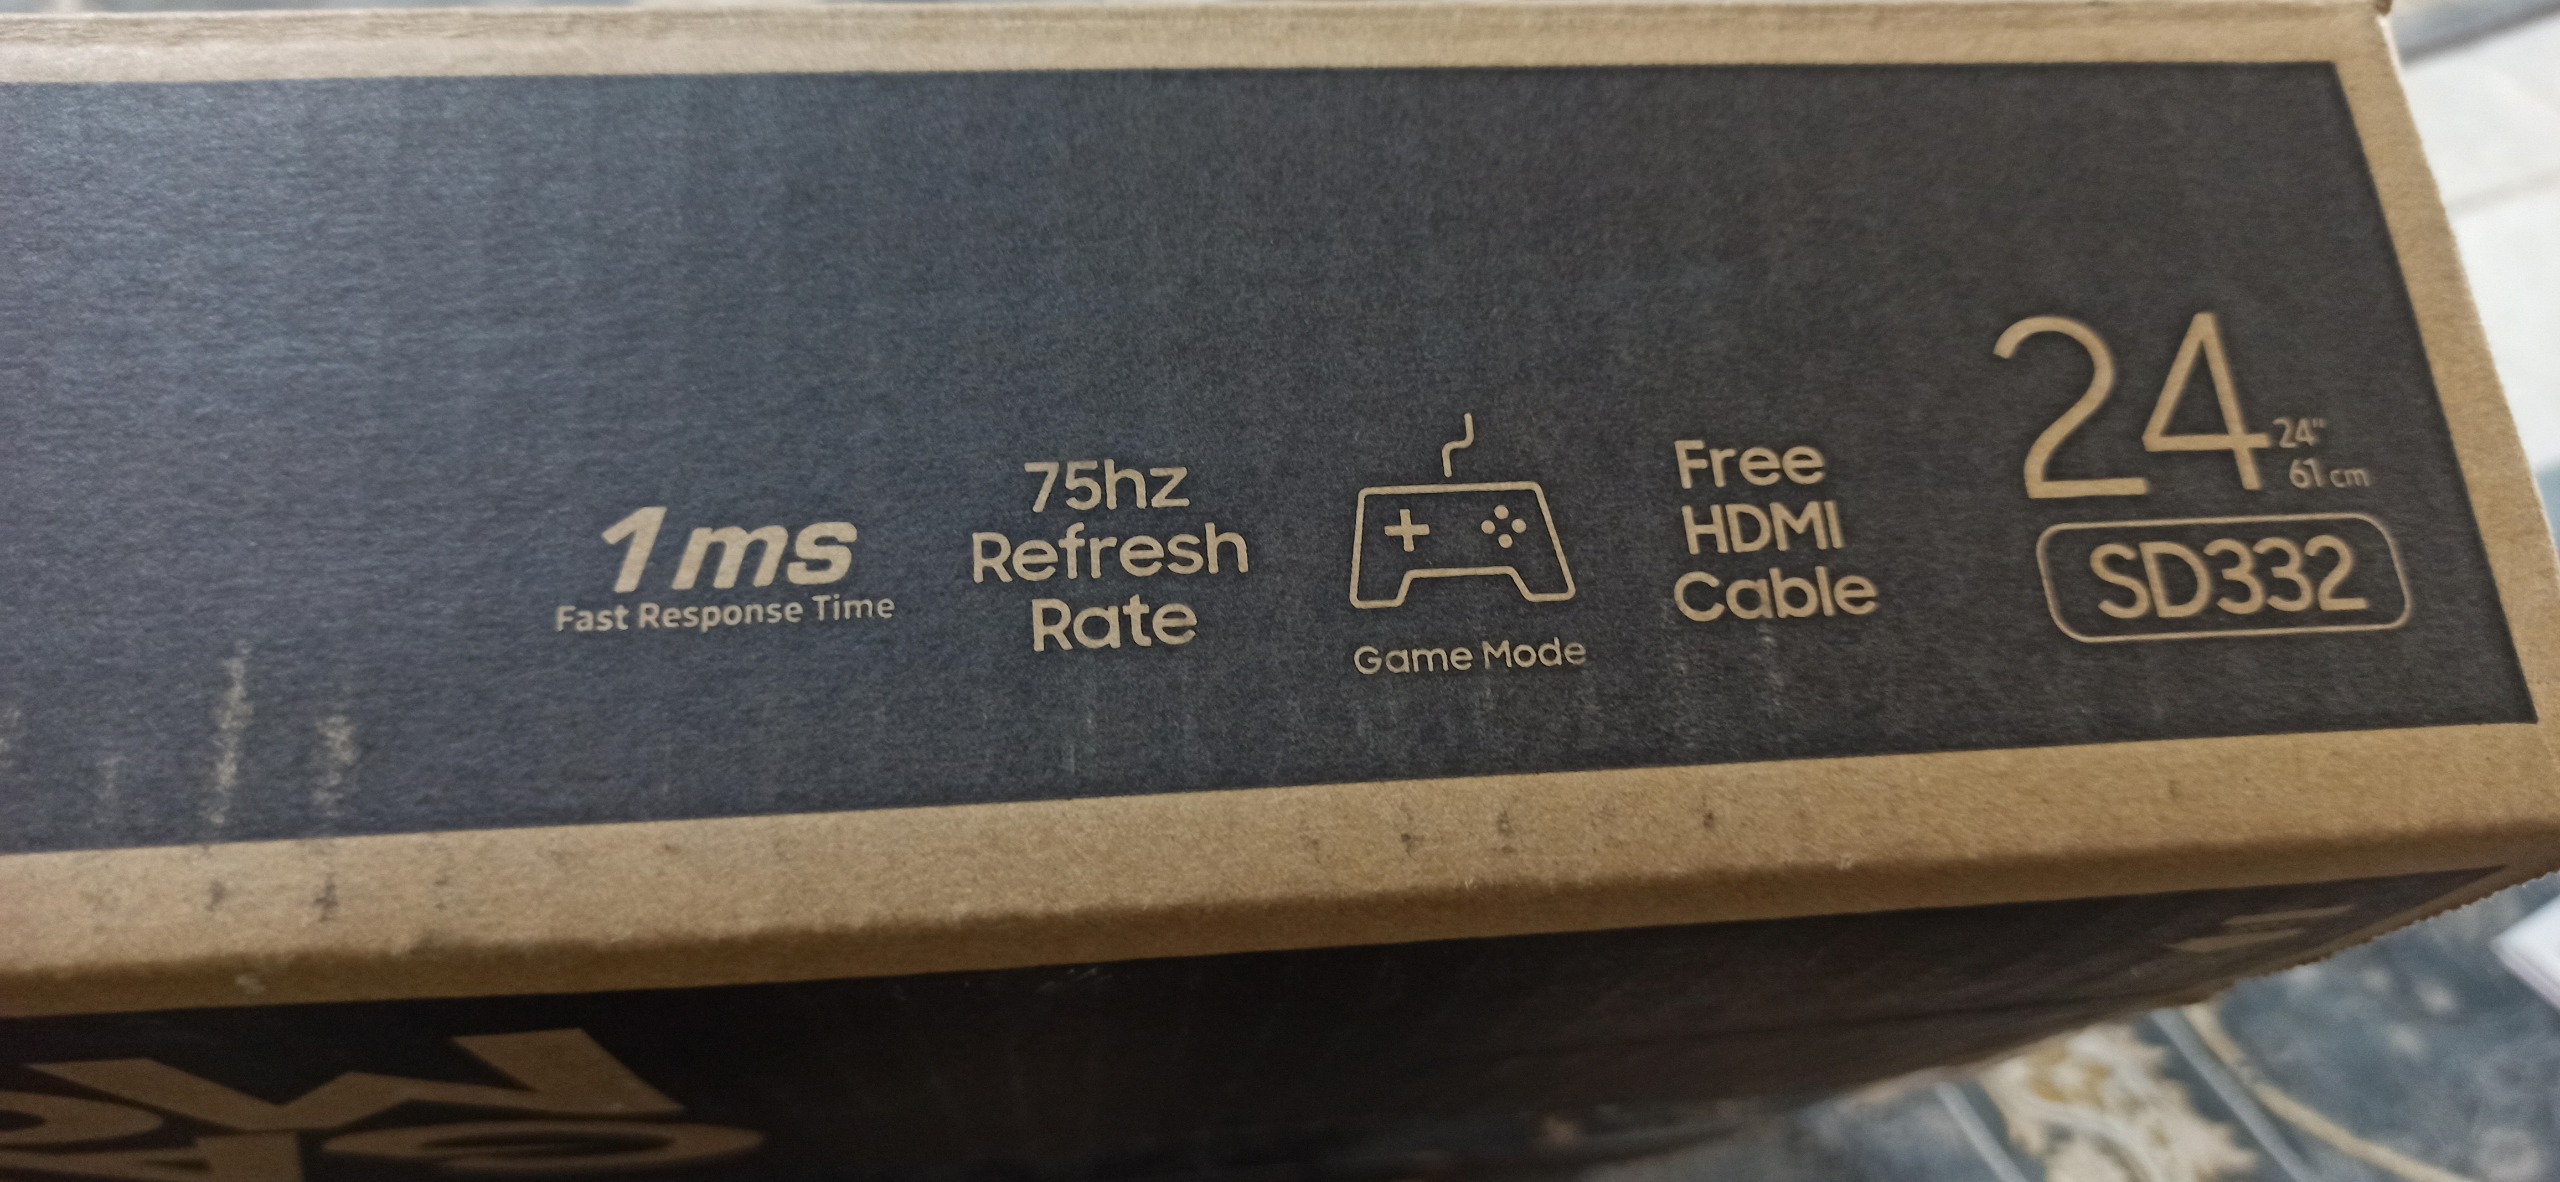 1ms
Fast Response Time
75hz
Refresh
Rate
Game Mode
Free
HDMI
Cable
24
24"
61 cm
SD332